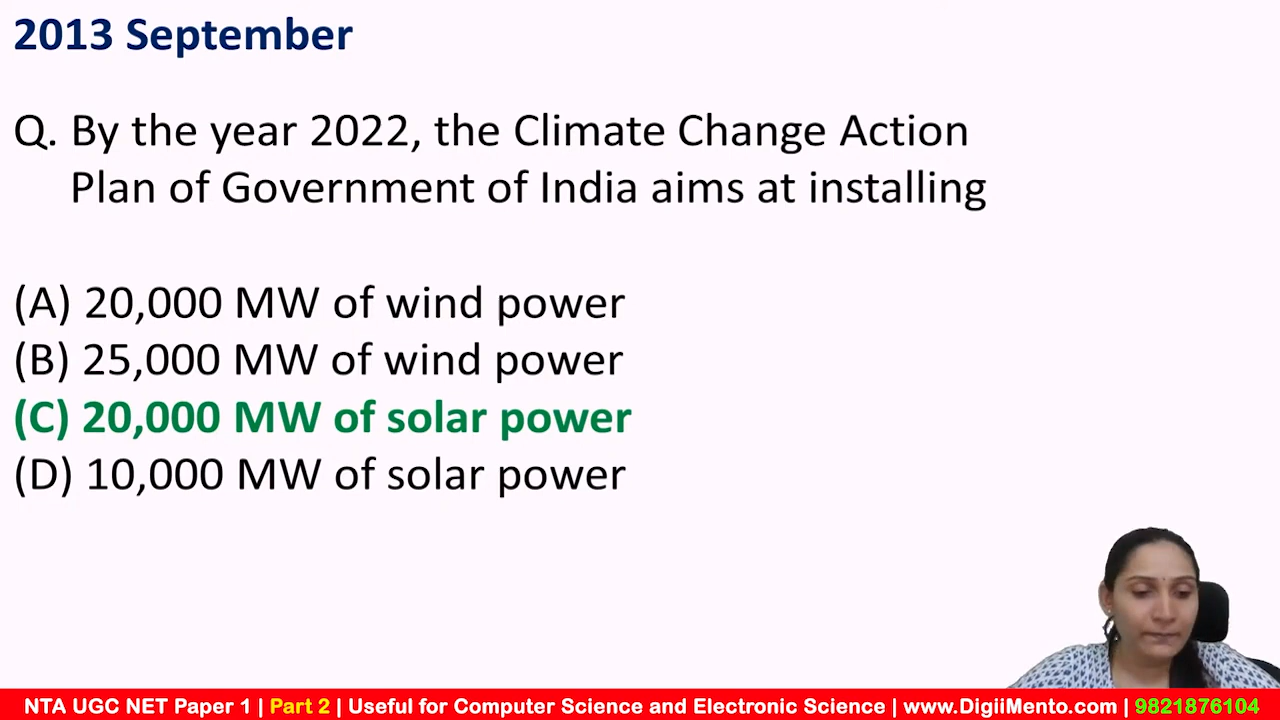 2013 September
Q. By the year 2022, the Climate Change Action
Plan of Government of India aims at installing
(A) 20,000 MW of wind power
(B) 25,000 MW of wind power
(C) 20,000 MW of solar power
(D) 10,000 MW of solar power
NTA UGC NET Paper 1 | Part 2 | Useful for Computer Science and Electronic Science | www.DigiiMento.com | 9821876104